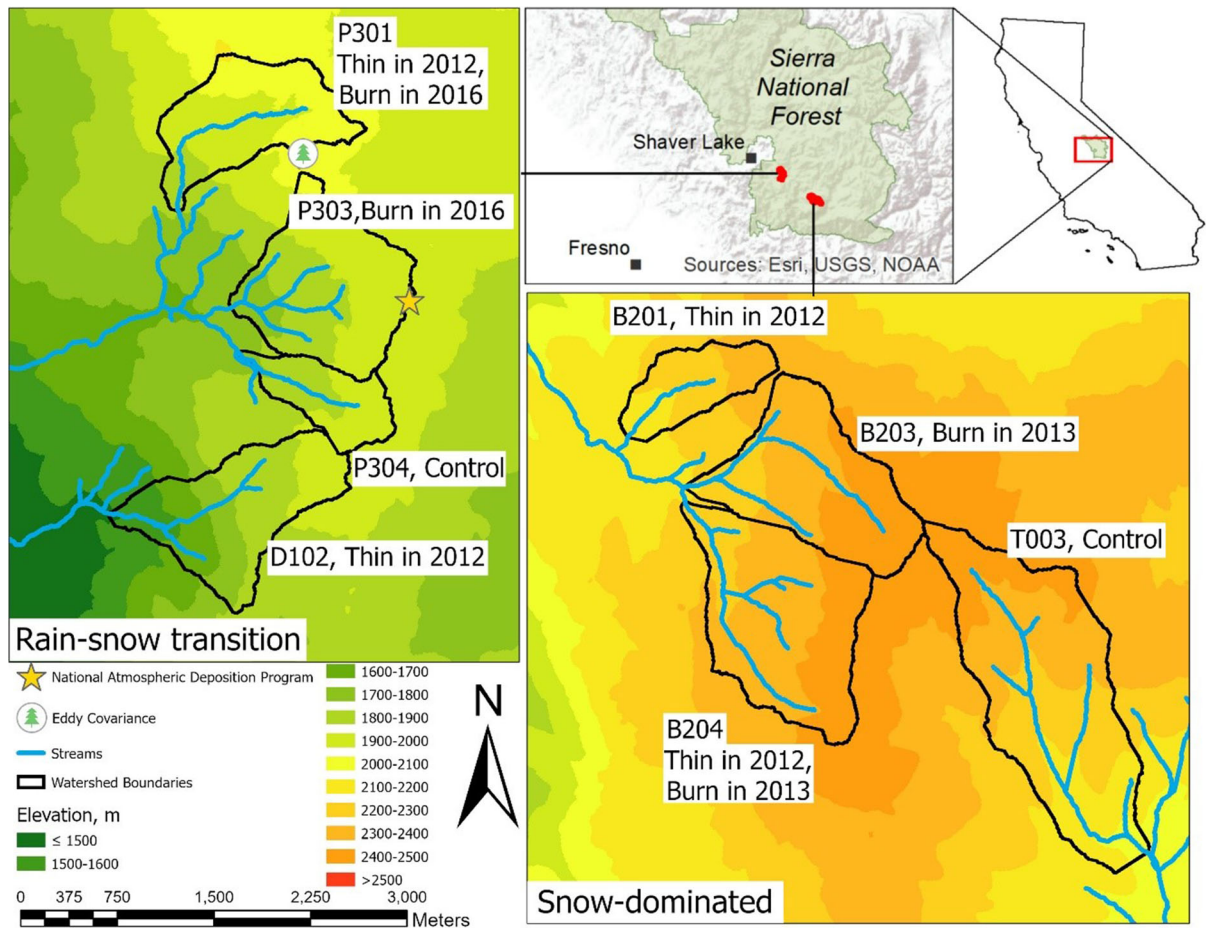 P301
Thin in 2012,
Burn in 2016
P303,Burn in 2016
P304, Control
D102, Thin in 2012
Rain-snow transition
Sierra
National
Forest
Shaver Lake
Fresno
Sources: Esri, USGS, NOAA
B201, Thin in 2012
B203, Burn in 2013
T003, Control
B204
Thin in 2012,
Burn in 2013
Snow-dominated
National Atmospheric Deposition Program
Eddy Covariance
Streams
Watershed Boundaries
Elevation, m
≤ 1500
1500-1600
1600-1700
1700-1800
1800-1900
1900-2000
2000-2100
2100-2200
2200-2300
2300-2400
2400-2500
>2500
N
0 375 750 1,500 2,250 3,000
Meters